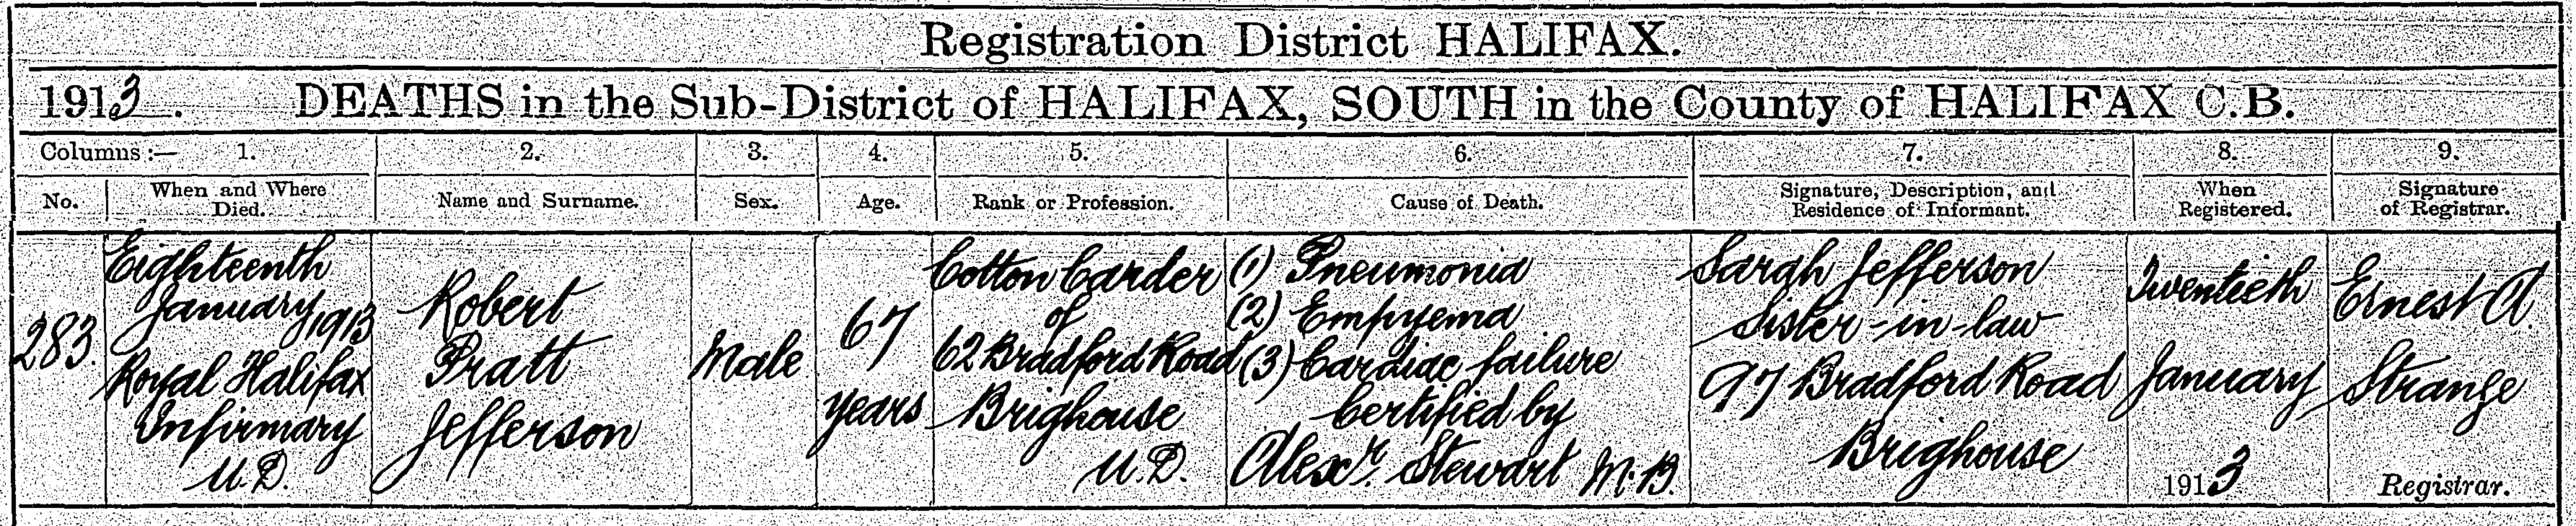 Registration District HALIFAX.
1913. DEATHS in the Sub-District of HALIFAX, SOUTH in the County of HALIFAX C.B.
Columns :— 1. 2. 3. 4. 5. 6. 7. 8. 9.
No.
When and Where
Died.
Name and Surname.
Sex.
Age.
Rank or Profession.
Cause of Death.
Signature, Description, and
Residence of Informant.
When
Registered.
Signature
of Registrar.
283.
Eighteenth
January 1913
Royal Halifax
Infirmary
U.D.
Robert
Pratt
Jefferson
Male
67
years
Cotton Carder
of
62 Bradford Road
Brighouse
U.D.
(1) Pneumonia
(2) Empyema
(3) Cardiac failure
Certified by
Alexr. Stewart M.B.
Sarah Jefferson
Sister-in-law
97 Bradford Road
Brighouse
Twentieth
January
1913
Ernest A.
Strange
Registrar.